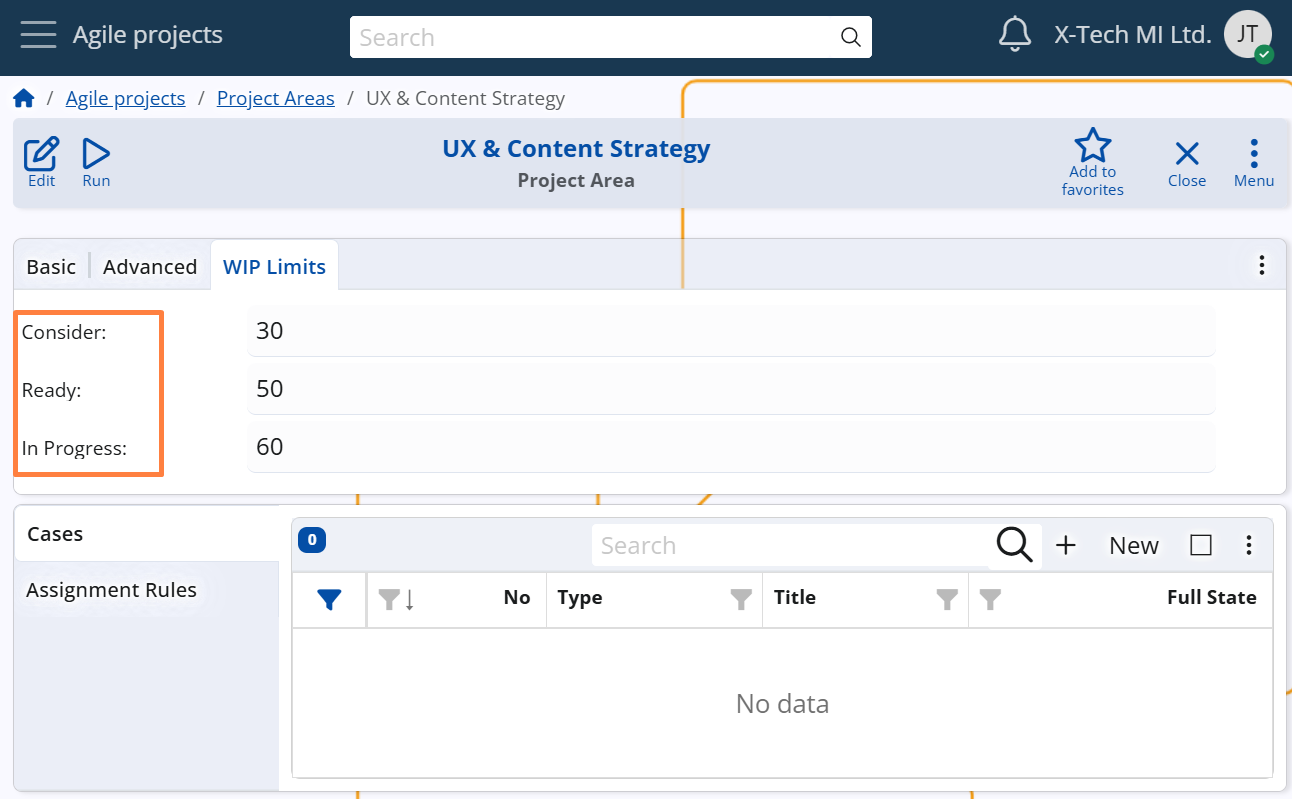 Agile projects
Search
X-Tech MI Ltd.
JT
/ Agile projects / Project Areas / UX & Content Strategy
Edit
Run
UX & Content Strategy
Project Area
Add to
favorites
Close
Menu
Basic
Advanced
WIP Limits
Consider:
30
Ready:
50
In Progress:
60
Cases
Assignment Rules
0
Search
New
No
Type
Title
Full State
No data